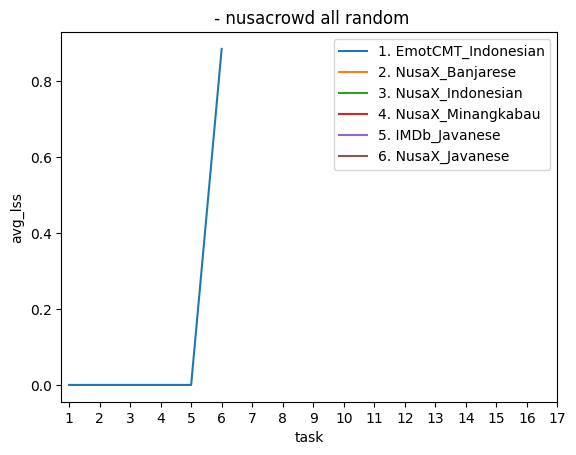 - nusacrowd all random
1. EmotCMT_Indonesian
2. NusaX_Banjarese
3. NusaX_Indonesian
4. NusaX_Minangkabau
5. IMDb_Javanese
6. NusaX_Javanese
avg_lss
0.8
0.6
0.4
0.2
0.0
1 2 3 4 5 6 7 8 9 10 11 12 13 14 15 16 17
task